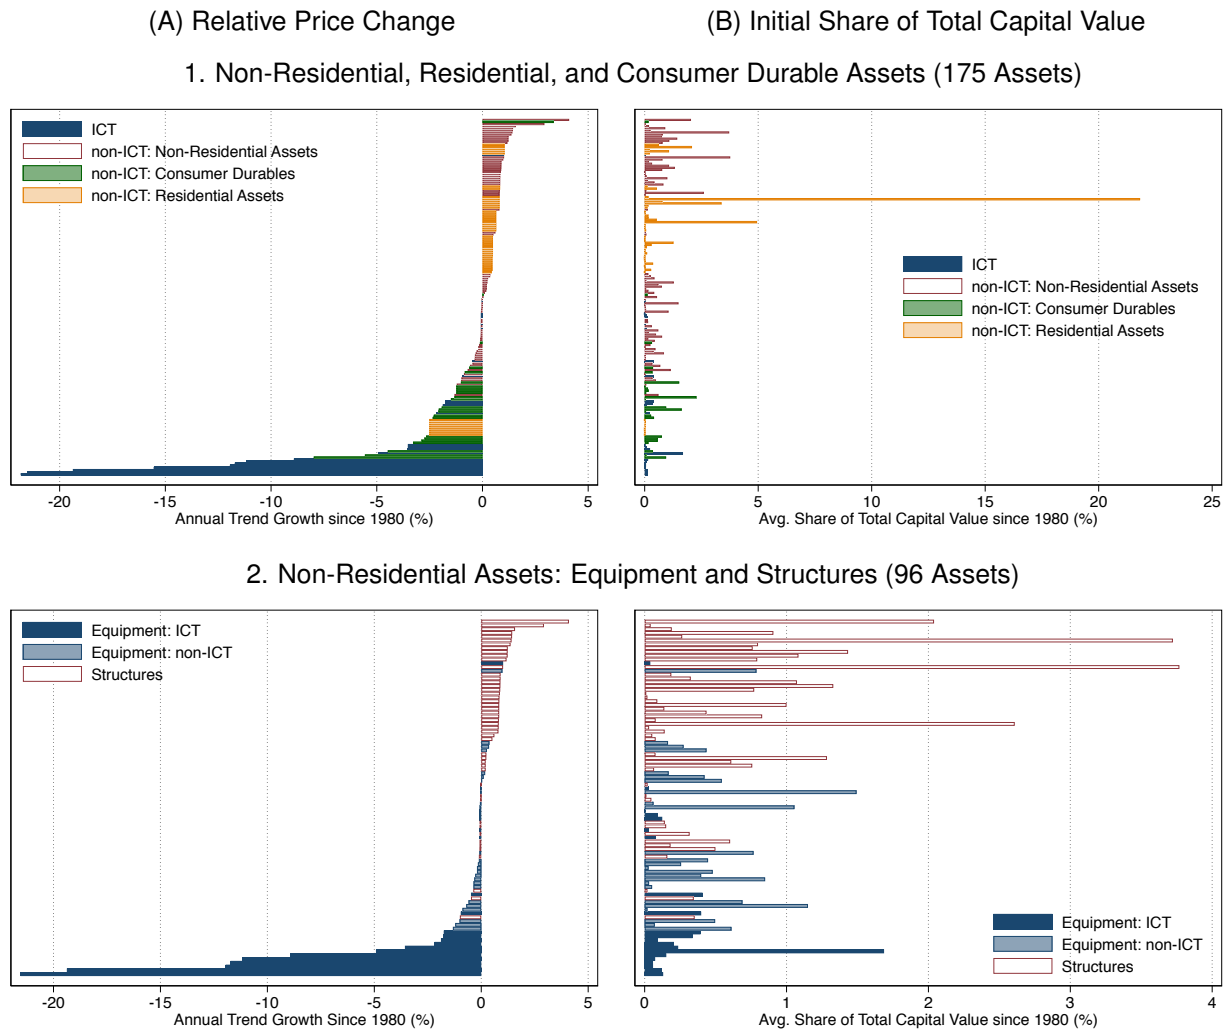 (A) Relative Price Change
(B) Initial Share of Total Capital Value
1. Non-Residential, Residential, and Consumer Durable Assets (175 Assets)
ICT
non-ICT: Non-Residential Assets
non-ICT: Consumer Durables
non-ICT: Residential Assets
-20 -15 -10 -5 0 5
Annual Trend Growth since 1980 (%)
ICT
non-ICT: Non-Residential Assets
non-ICT: Consumer Durables
non-ICT: Residential Assets
0 5 10 15 20 25
Avg. Share of Total Capital Value since 1980 (%)
2. Non-Residential Assets: Equipment and Structures (96 Assets)
Equipment: ICT
Equipment: non-ICT
Structures
-20 -15 -10 -5 0 5
Annual Trend Growth Since 1980 (%)
Equipment: ICT
Equipment: non-ICT
Structures
0 1 2 3 4
Avg. Share of Total Capital Value since 1980 (%)